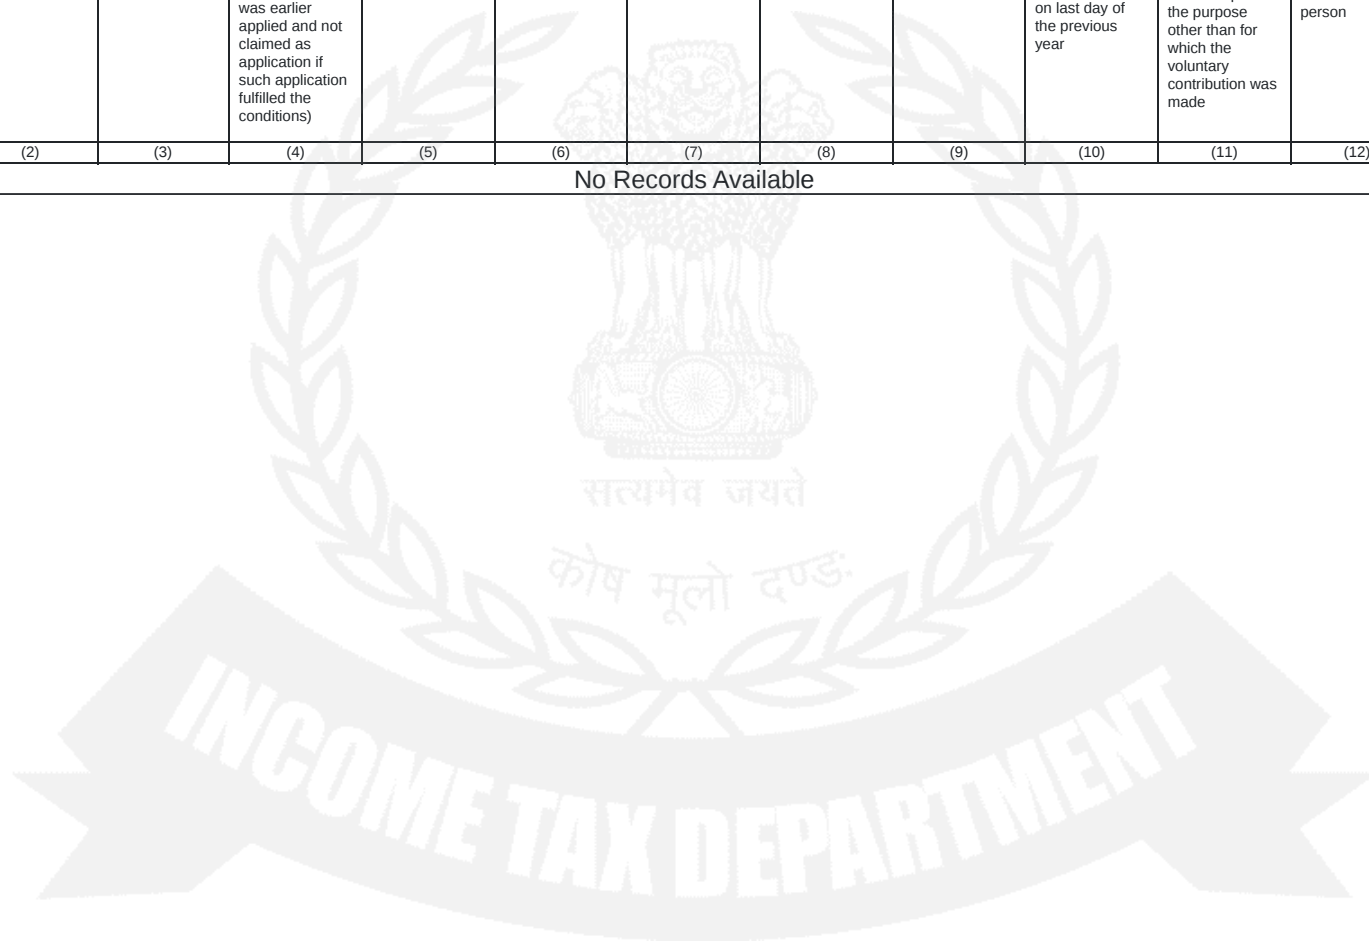 was earlier
applied and not
claimed as
application if
such application
fulfilled the
conditions)
on last day of
the previous
year
the purpose
other than for
which the
voluntary
contribution was
made
person
(2) (3) (4) (5) (6) (7) (8) (9) (10) (11) (12)
No Records Available
सत्यमेव जयते
कोष मूलो दण्डः
INCOME TAX DEPARTMENT